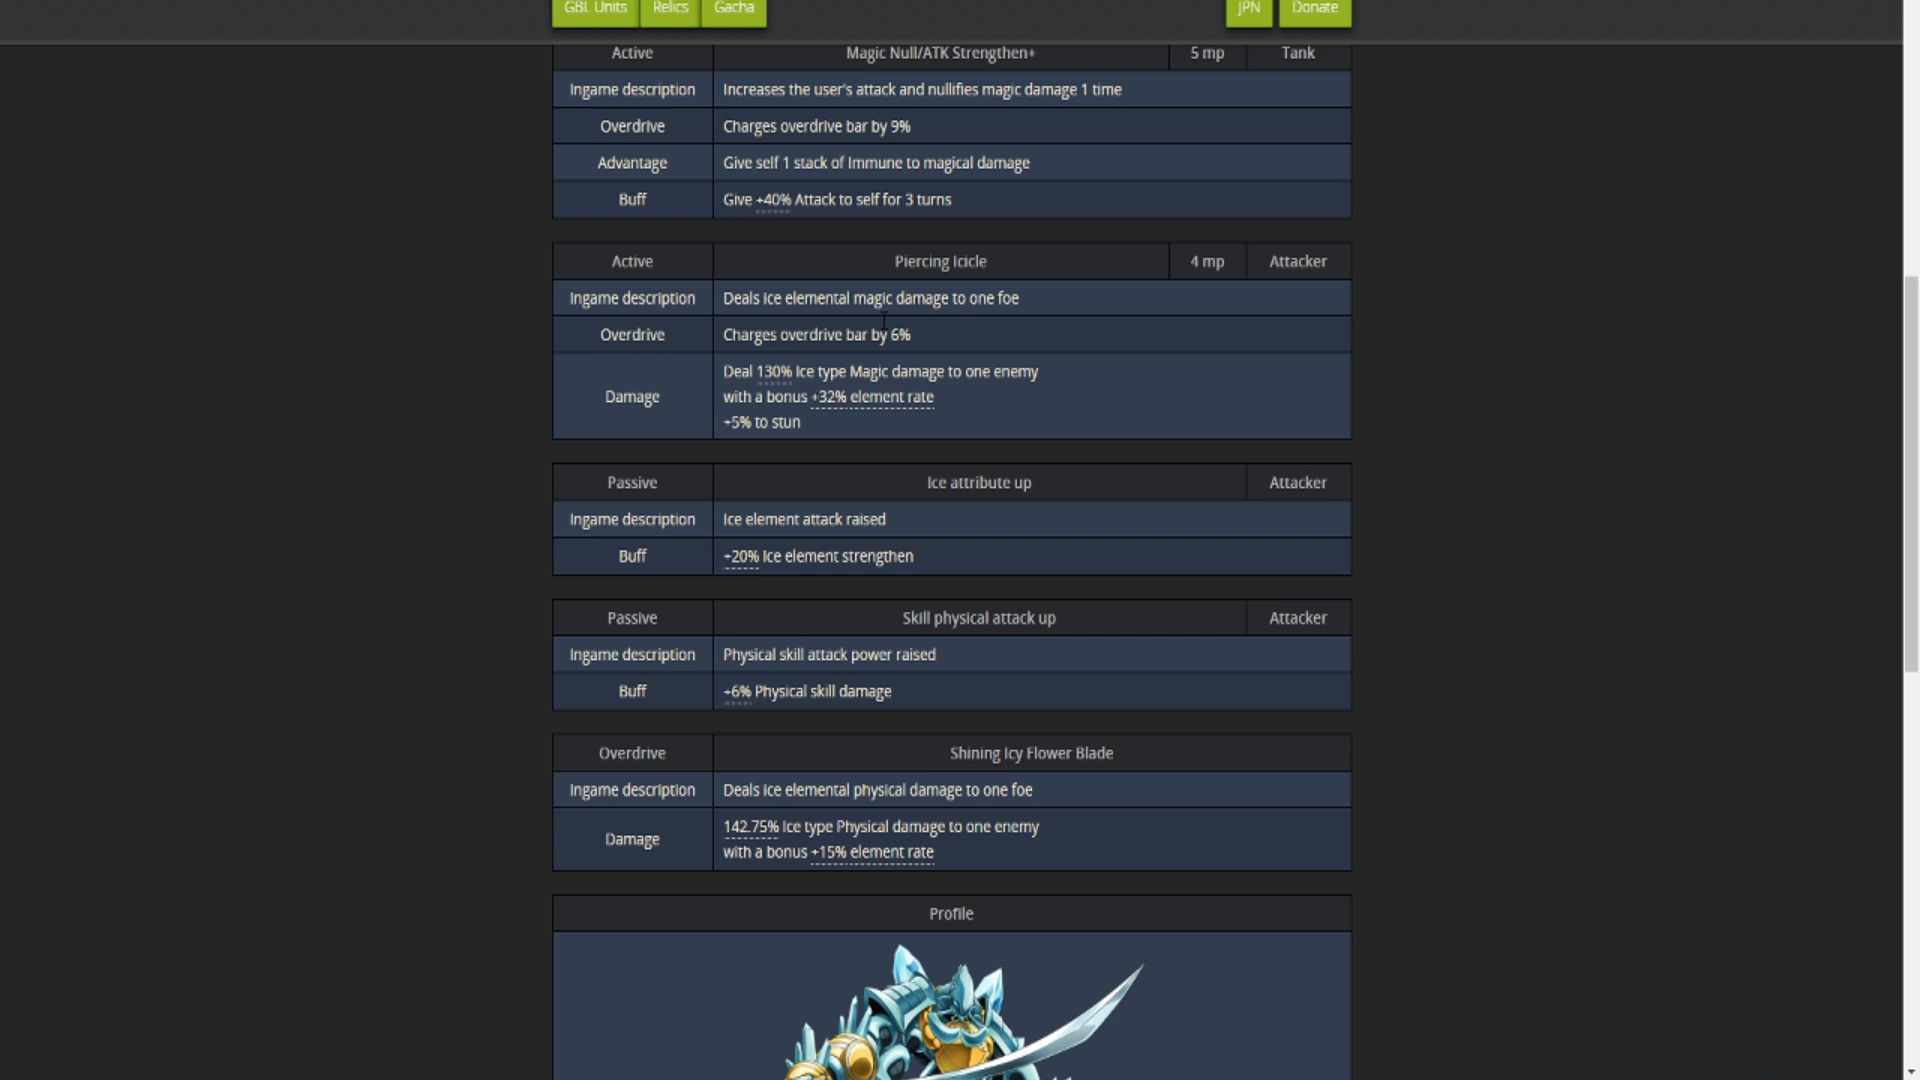 GBL Units Relics Gacha JPN Donate
Active Magic Null/ATK Strengthen+ 5 mp Tank
Ingame description Increases the user's attack and nullifies magic damage 1 time
Overdrive Charges overdrive bar by 9%
Advantage Give self 1 stack of Immune to magical damage
Buff Give +40% Attack to self for 3 turns
Active Piercing Icicle 4 mp Attacker
Ingame description Deals ice elemental magic damage to one foe
Overdrive Charges overdrive bar by 6%
Damage Deal 130% Ice type Magic damage to one enemy
with a bonus +32% element rate
+5% to stun
Passive Ice attribute up Attacker
Ingame description Ice element attack raised
Buff +20% Ice element strengthen
Passive Skill physical attack up Attacker
Ingame description Physical skill attack power raised
Buff +6% Physical skill damage
Overdrive Shining Icy Flower Blade
Ingame description Deals ice elemental physical damage to one foe
Damage 142.75% Ice type Physical damage to one enemy
with a bonus +15% element rate
Profile